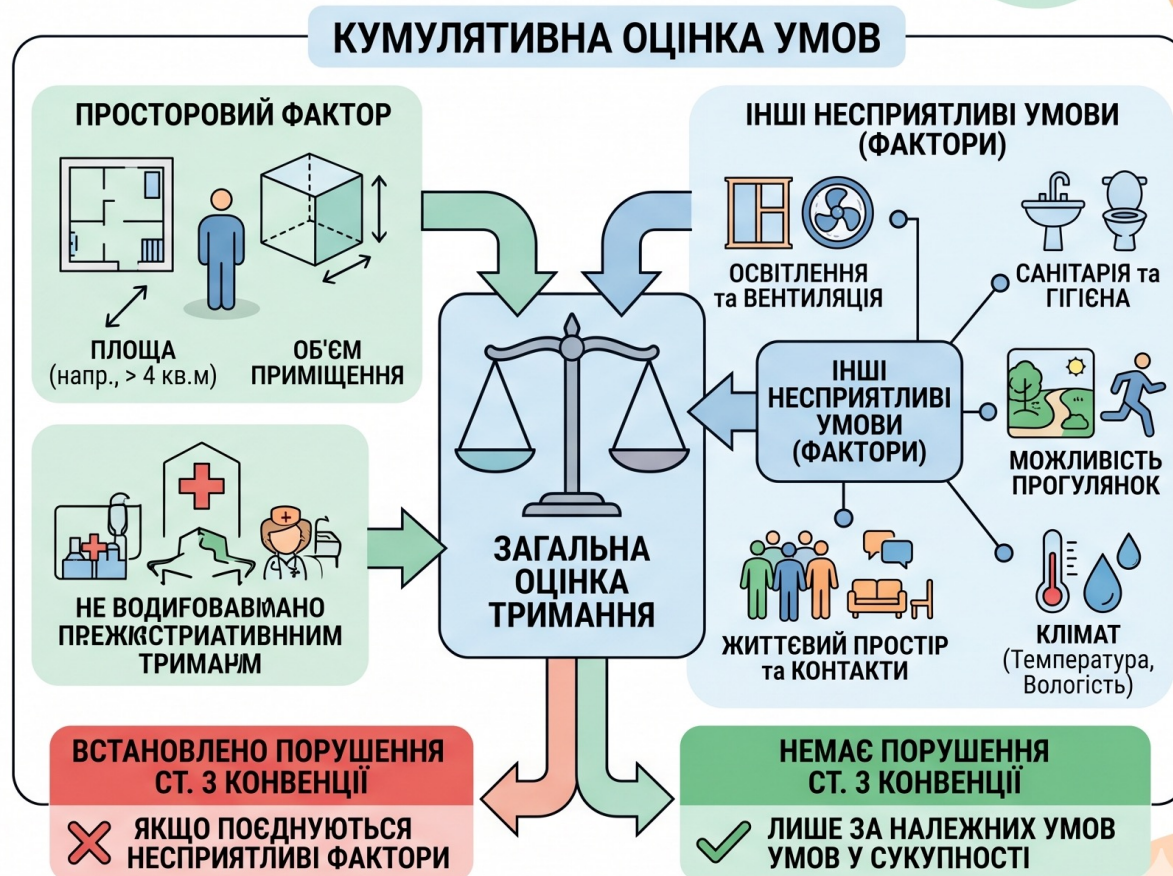 КУМУЛЯТИВНА ОЦІНКА УМОВ
ПРОСТОРОВИЙ ФАКТОР
ПЛОЩА
(напр., > 4 кв.м)
ОБ'ЄМ
ПРИМІЩЕННЯ
ІНШІ НЕСПРИЯТЛИВІ УМОВИ
(ФАКТОРИ)
ОСВІТЛЕННЯ
та ВЕНТИЛЯЦІЯ
САНІТАРІЯ та
ГІГІЄНА
ІНШІ
НЕСПРИЯТЛИВІ
УМОВИ
(ФАКТОРИ)
МОЖЛИВІСТЬ
ПРОГУЛЯНОК
ЖИТТЄВИЙ ПРОСТІР
та КОНТАКТИ
КЛІМАТ
(Температура,
Вологість)
НЕ
ЗАГАЛЬНА
ОЦІНКА
ТРИМАННЯ
ВСТАНОВЛЕНО ПОРУШЕННЯ
СТ. 3 КОНВЕНЦІЇ
ЯКЩО ПОЄДНУЮТЬСЯ
НЕСПРИЯТЛИВІ ФАКТОРИ
НЕМАЄ ПОРУШЕННЯ
СТ. 3 КОНВЕНЦІЇ
ЛИШЕ ЗА НАЛЕЖНИХ УМОВ
УМОВ У СУКУПНОСТІ